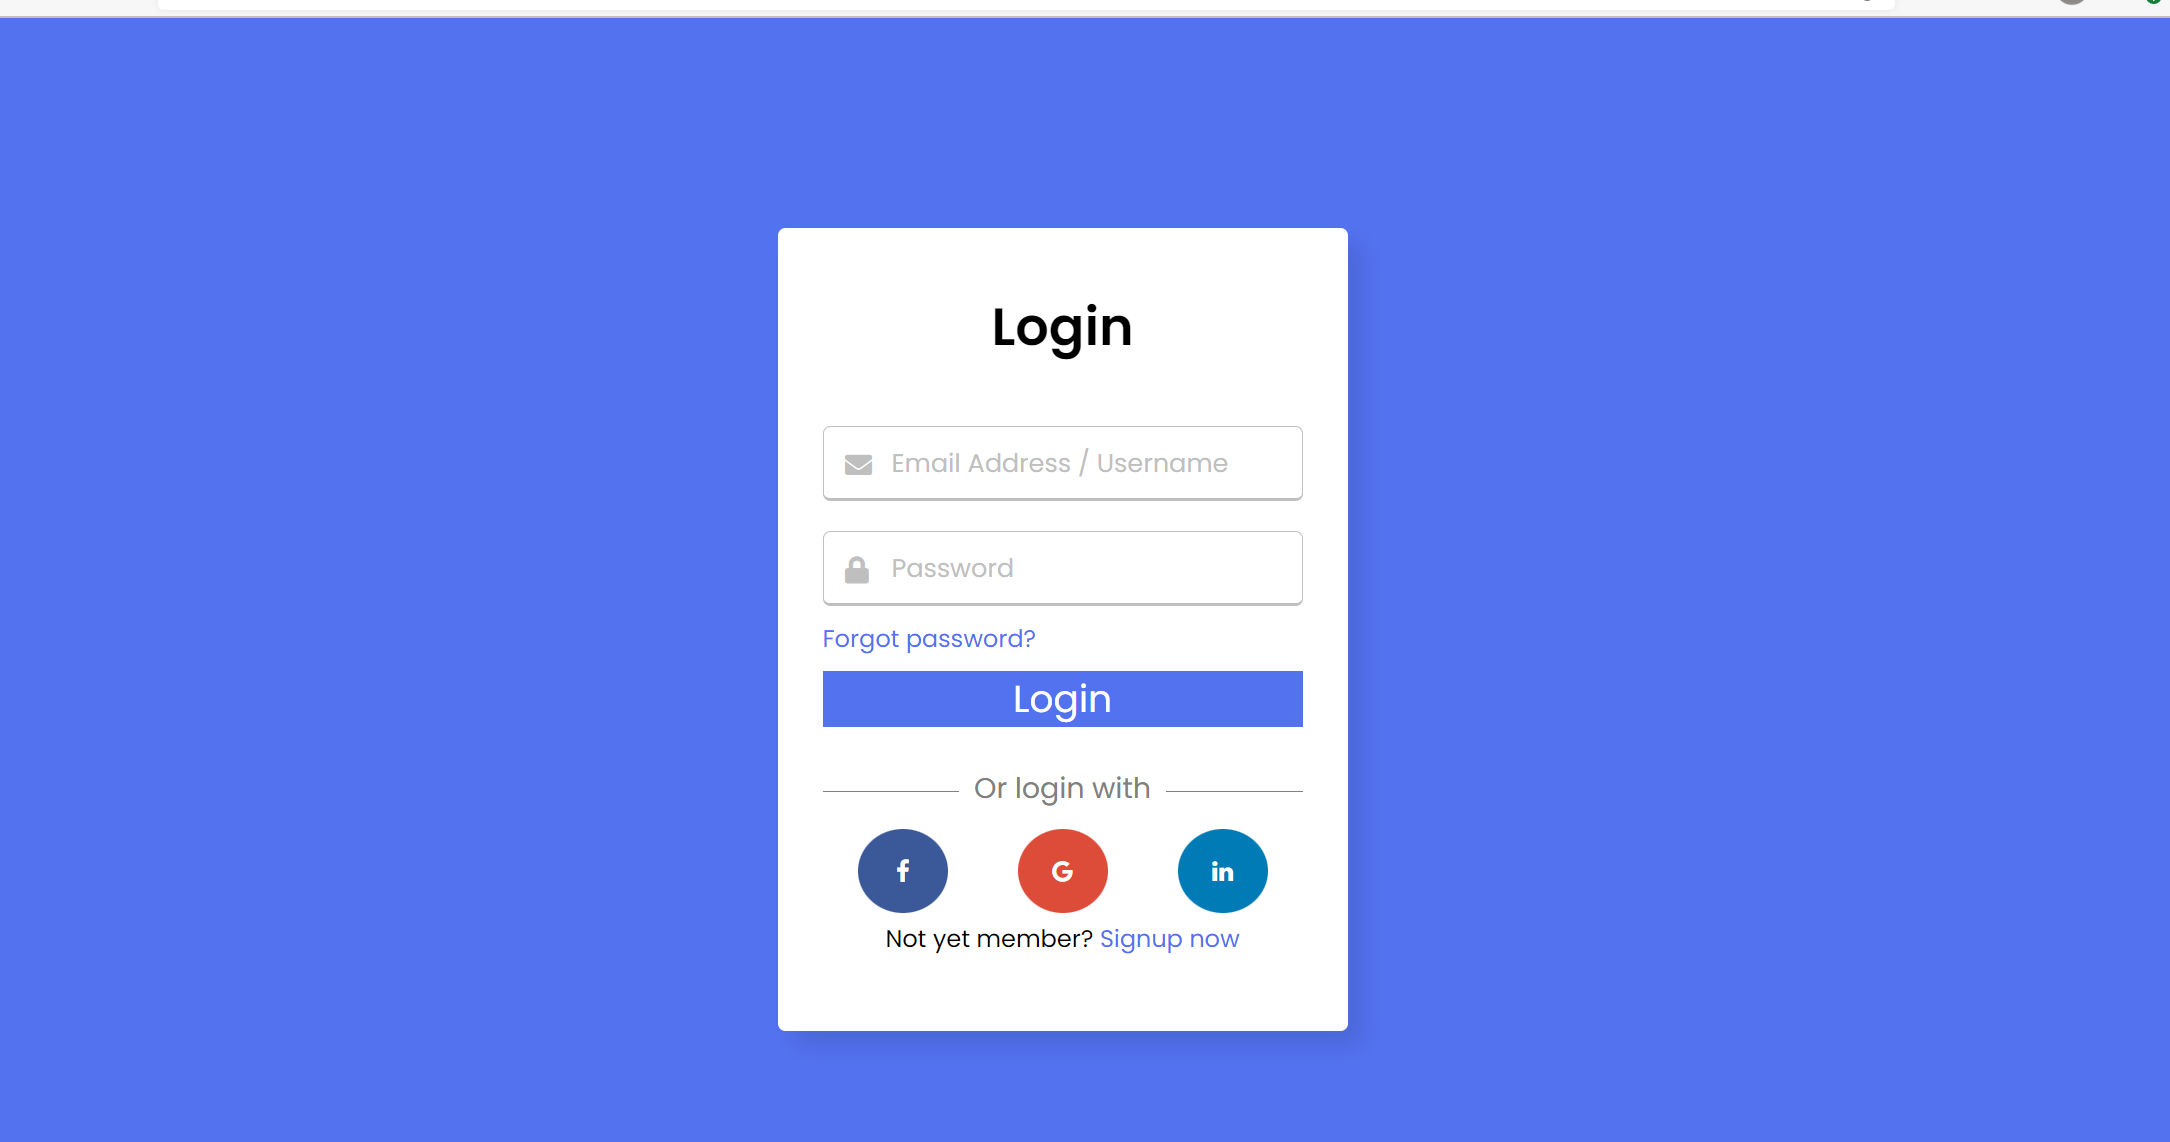 Login
Email Address / Username
Password
Forgot password?
Login
Or login with
f G in
Not yet member? Signup now